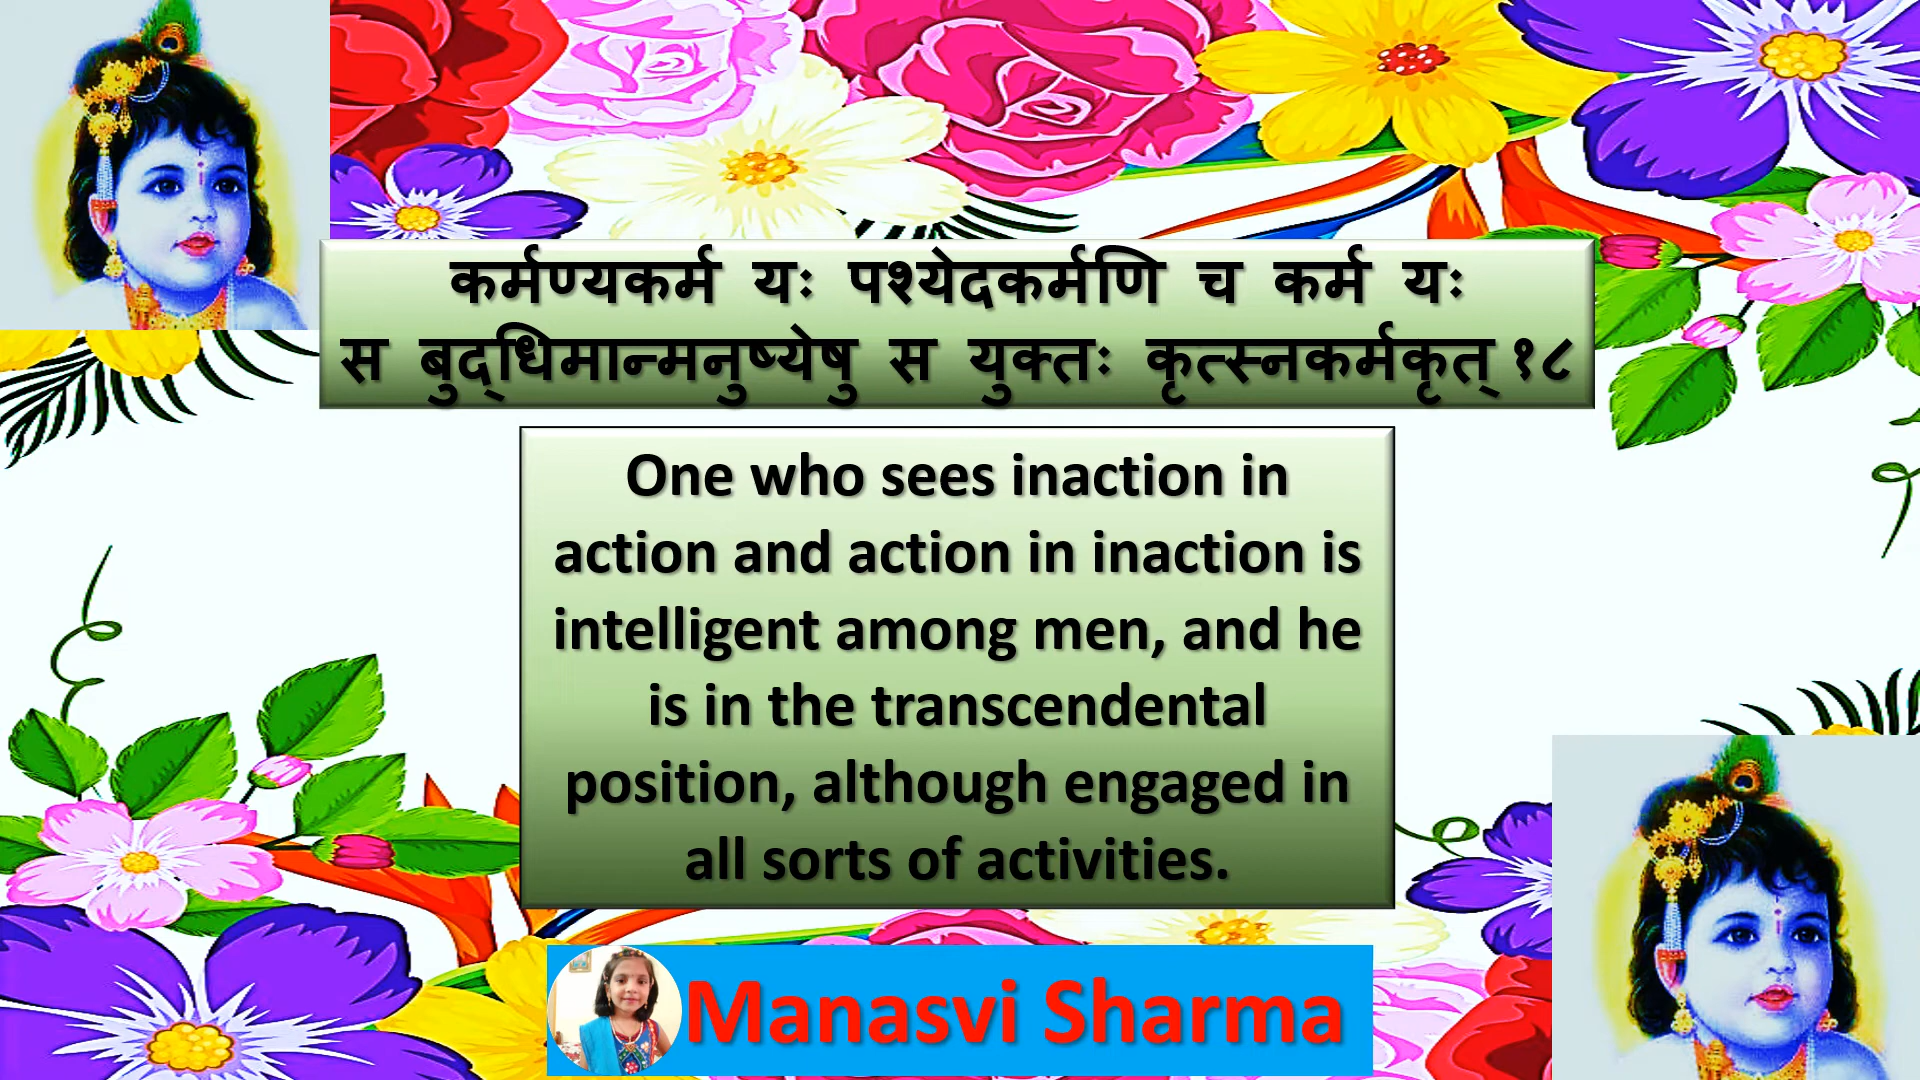 कर्मण्यकर्म यः पश्येदकर्मणि च कर्म यः
स बुद्धिमान्मनुष्येषु स युक्तः कृत्स्नकर्मकृत् १८
One who sees inaction in
action and action in inaction is
intelligent among men, and he
is in the transcendental
position, although engaged in
all sorts of activities.
Manasvi Sharma